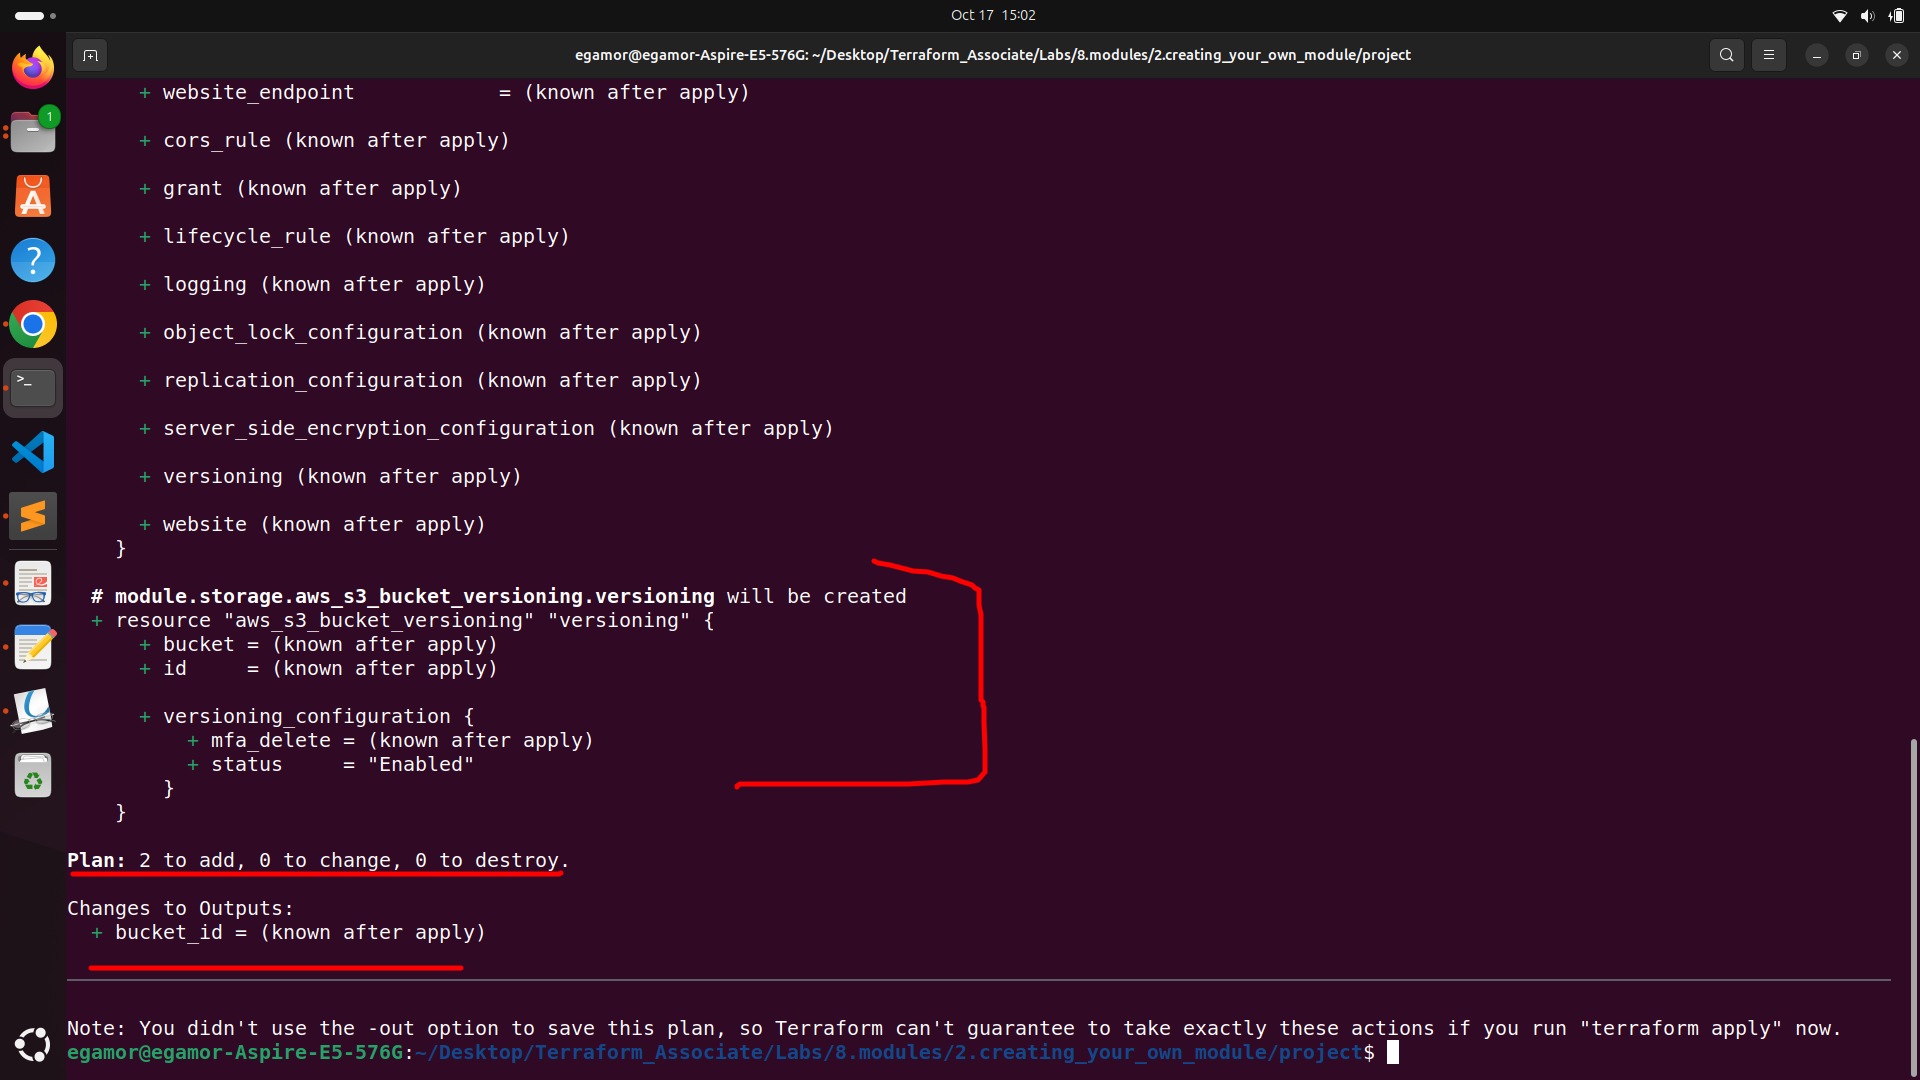 Oct 17 15:02
egamor@egamor-Aspire-E5-576G: ~/Desktop/Terraform_Associate/Labs/8.modules/2.creating_your_own_module/project
1
+ website_endpoint            = (known after apply)
+ cors_rule (known after apply)
+ grant (known after apply)
+ lifecycle_rule (known after apply)
+ logging (known after apply)
+ object_lock_configuration (known after apply)
+ replication_configuration (known after apply)
+ server_side_encryption_configuration (known after apply)
+ versioning (known after apply)
+ website (known after apply)
}
# module.storage.aws_s3_bucket_versioning.versioning will be created
+ resource "aws_s3_bucket_versioning" "versioning" {
+ bucket = (known after apply)
+ id     = (known after apply)
+ versioning_configuration {
+ mfa_delete = (known after apply)
+ status     = "Enabled"
}
}
Plan: 2 to add, 0 to change, 0 to destroy.
Changes to Outputs:
+ bucket_id = (known after apply)
Note: You didn't use the -out option to save this plan, so Terraform can't guarantee to take exactly these actions if you run "terraform apply" now.
egamor@egamor-Aspire-E5-576G:~/Desktop/Terraform_Associate/Labs/8.modules/2.creating_your_own_module/project$